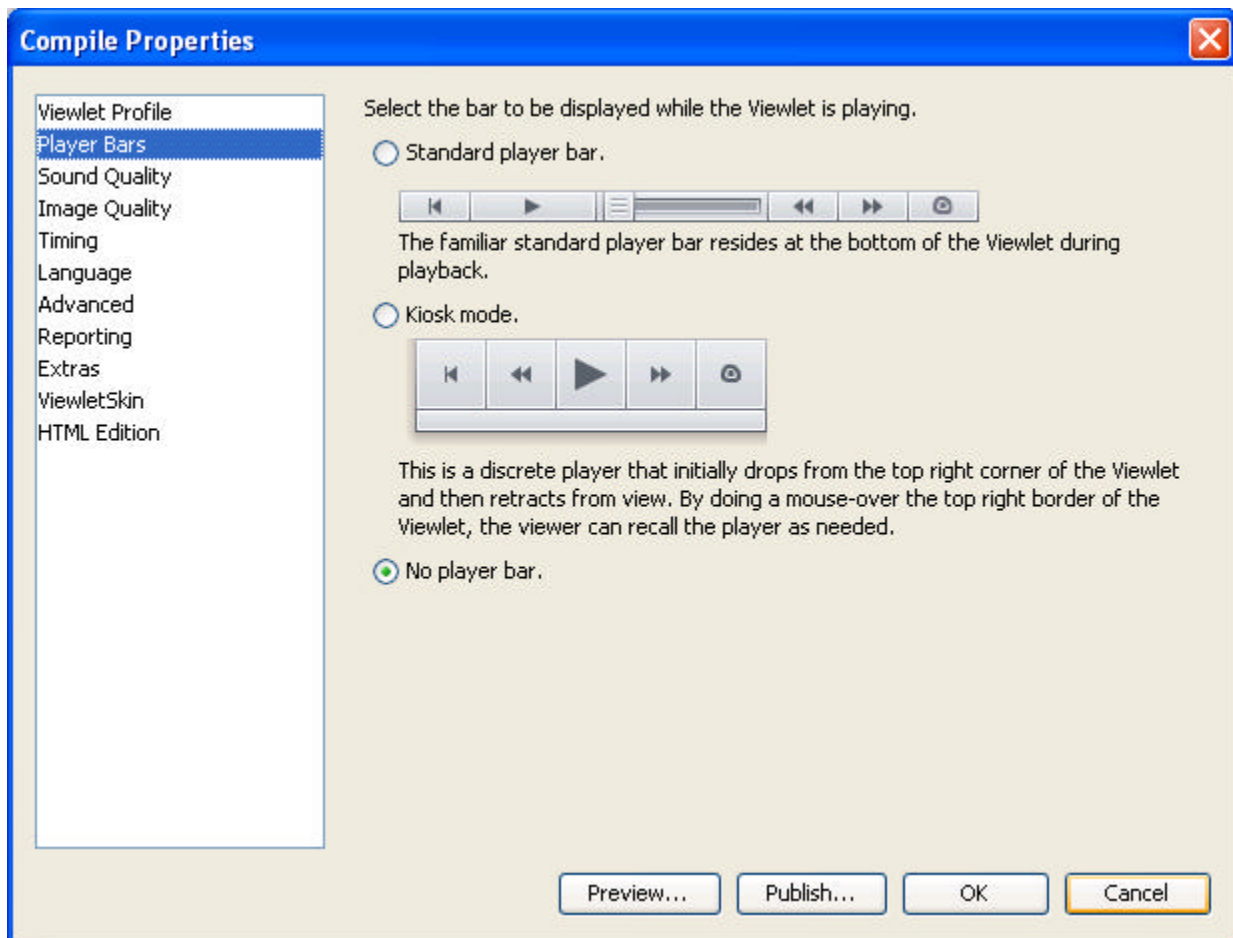 Compile Properties
Viewlet Profile
Player Bars
Sound Quality
Image Quality
Timing
Language
Advanced
Reporting
Extras
ViewletSkin
HTML Edition
Select the bar to be displayed while the Viewlet is playing.
Standard player bar.
The familiar standard player bar resides at the bottom of the Viewlet during
playback.
Kiosk mode.
This is a discrete player that initially drops from the top right corner of the Viewlet
and then retracts from view. By doing a mouse-over the top right border of the
Viewlet, the viewer can recall the player as needed.
No player bar.
Preview...
Publish...
OK
Cancel